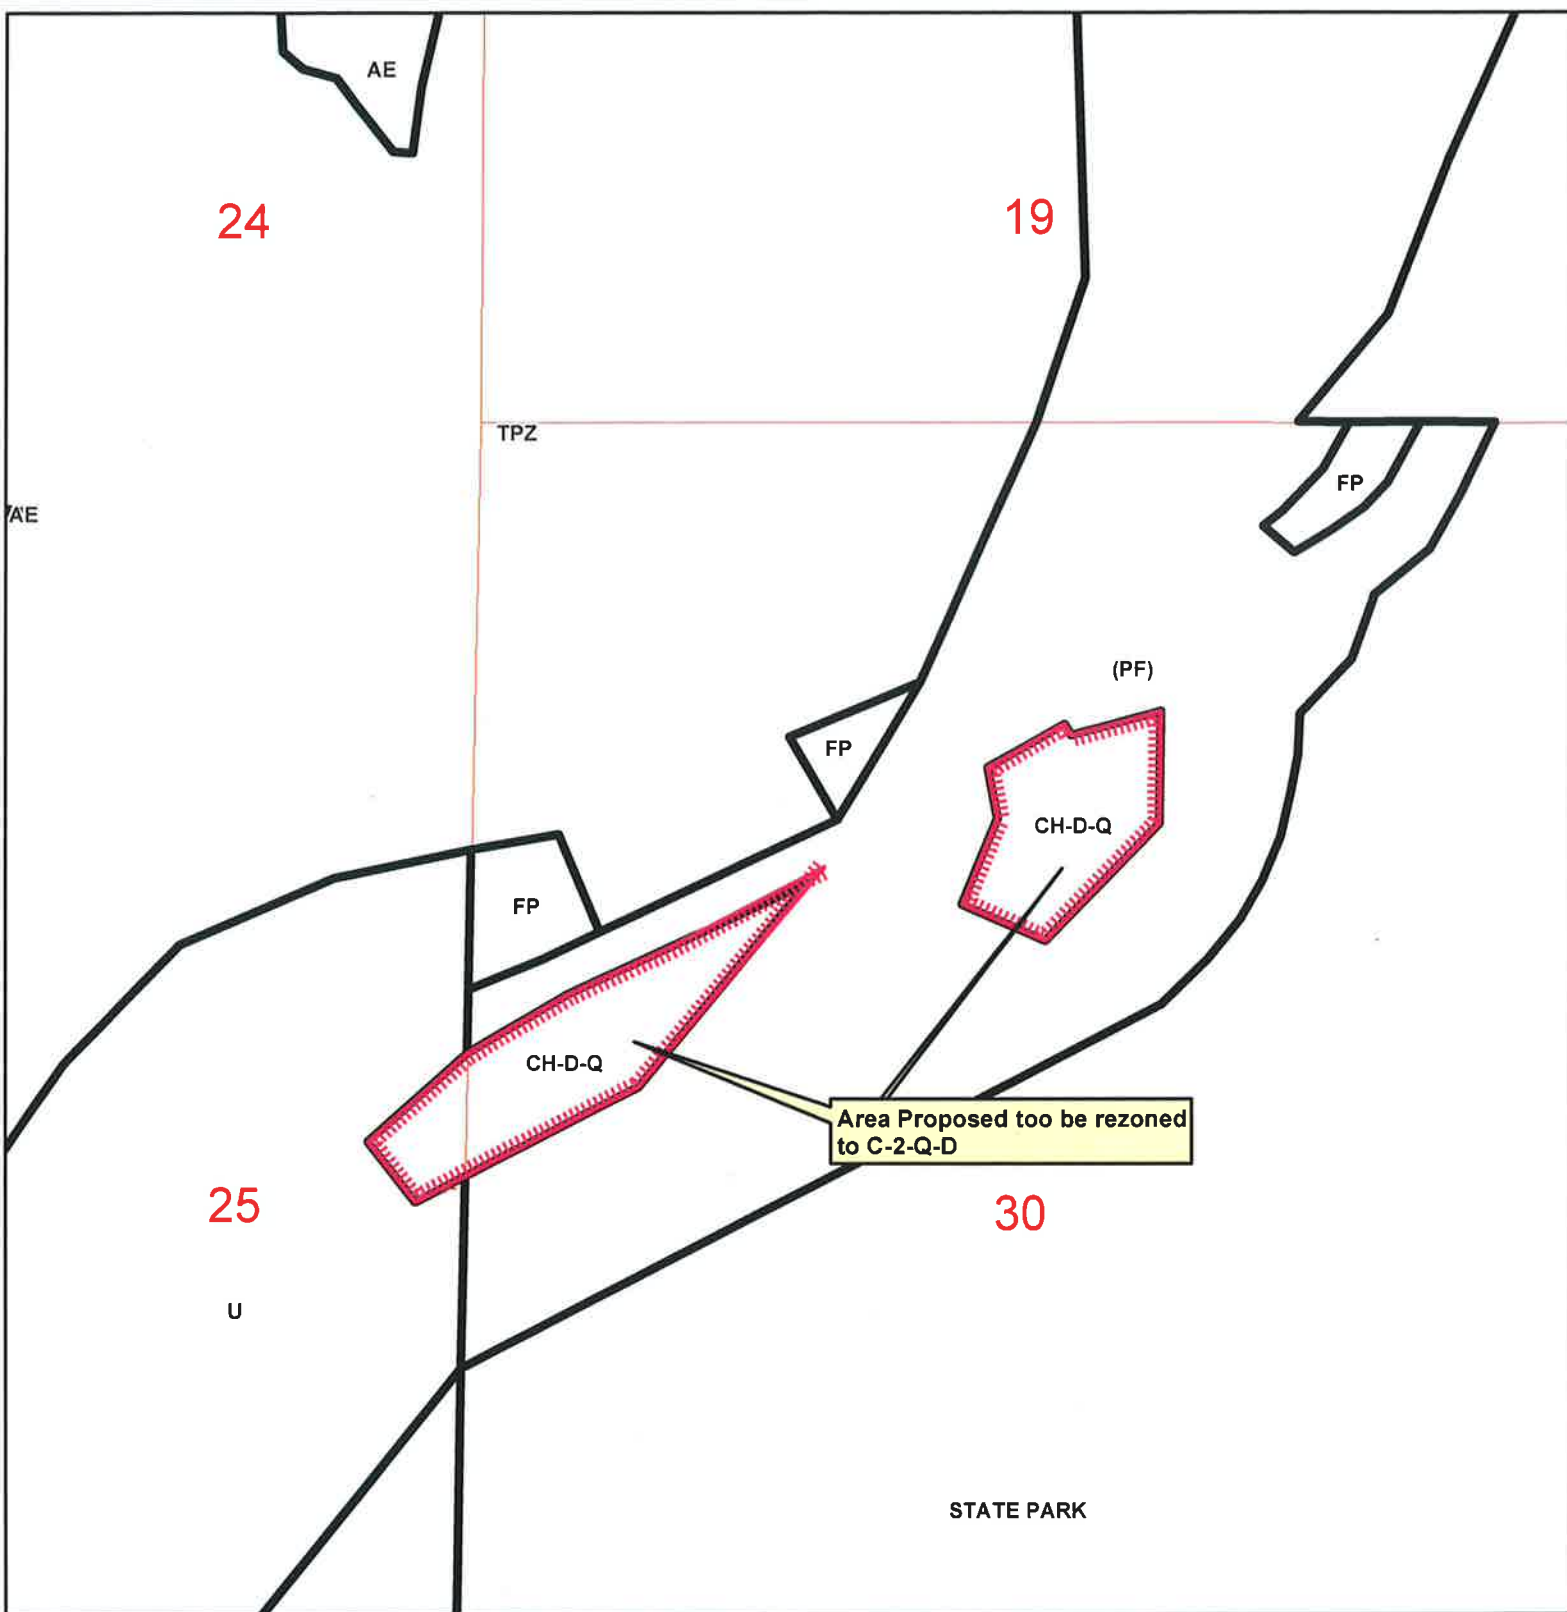 AE
24
19
TPZ
FP
AE
(PF)
FP
CH-D-Q
FP
CH-D-Q
Area Proposed too be rezoned
to C-2-Q-D
25
30
U
STATE PARK